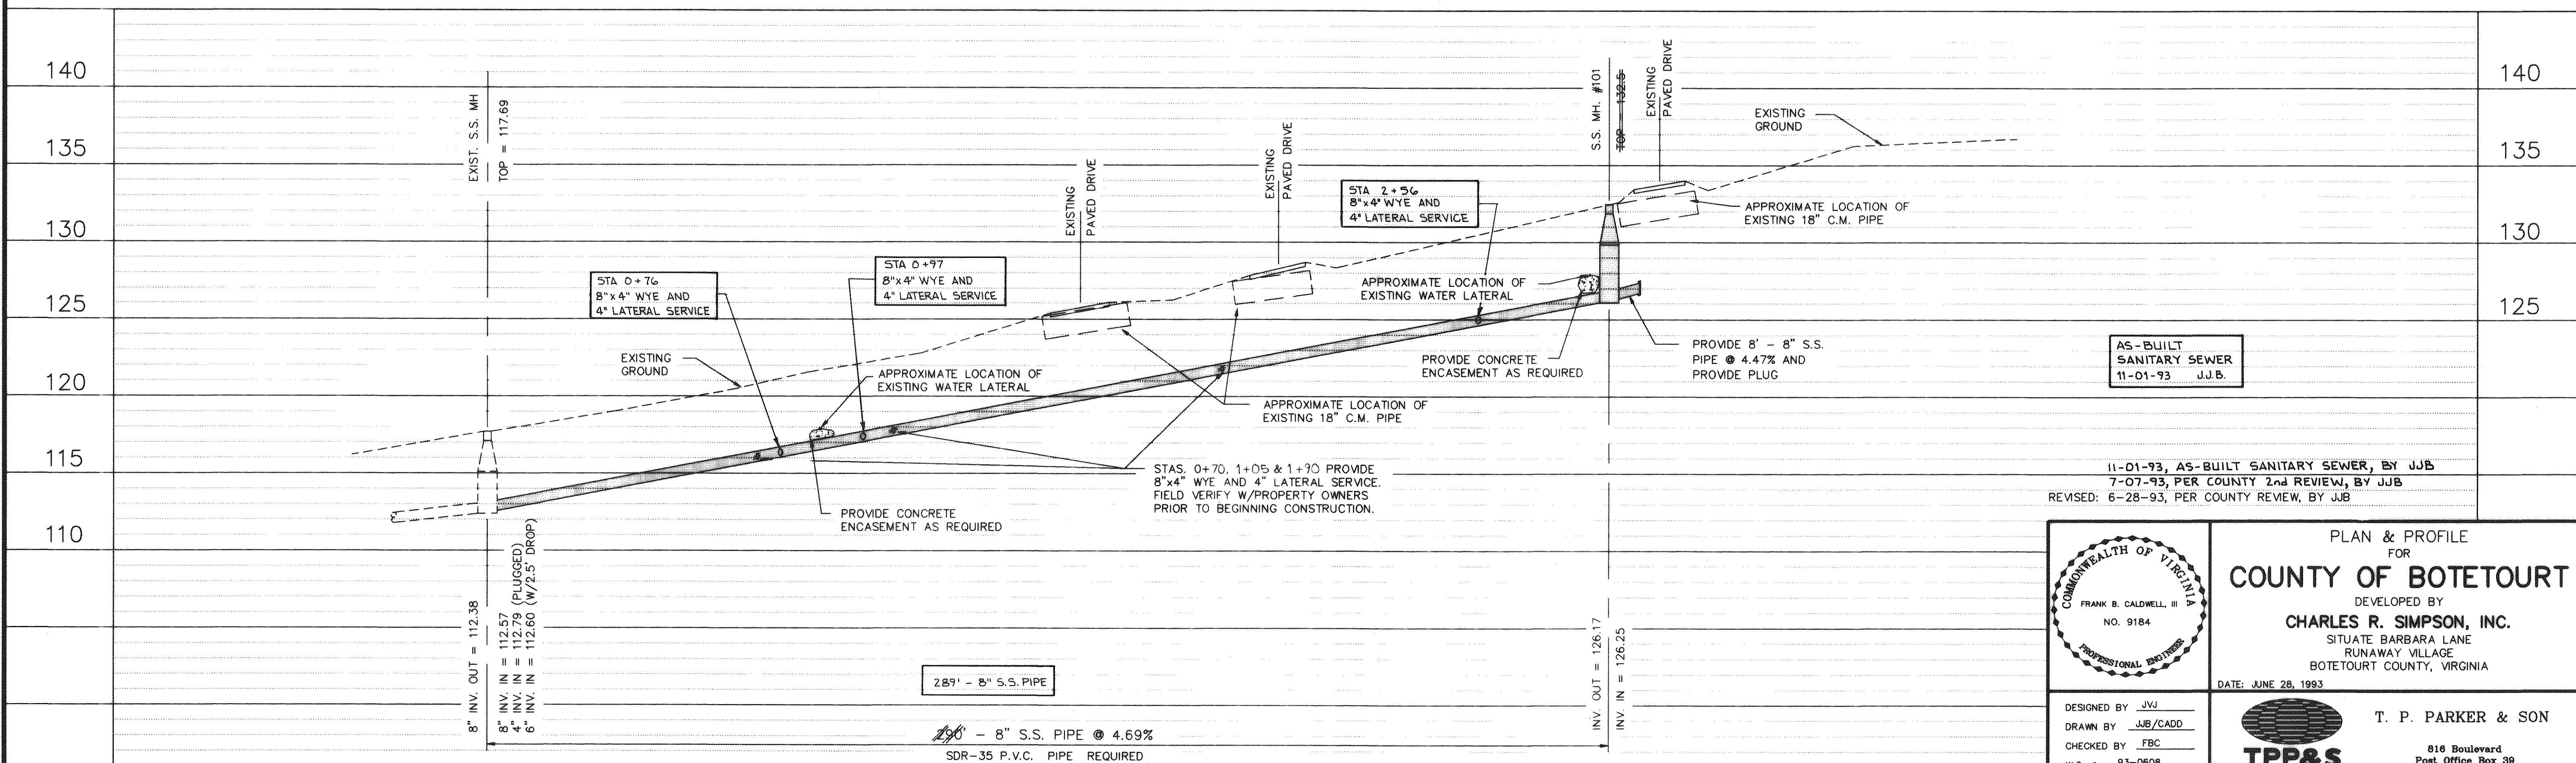 140
135
130
125
120
115
110
EXIST. S.S. MH
TOP = 117.69
EXISTING
PAVED DRIVE
EXISTING
PAVED DRIVE
S.S. MH. #101
TOP = 132.5
EXISTING
PAVED DRIVE
EXISTING
GROUND
140
135
130
125
STA 0+76
8"x4" WYE AND
4" LATERAL SERVICE
STA 0+97
8"x4" WYE AND
4" LATERAL SERVICE
STA 2+56
8"x4" WYE AND
4" LATERAL SERVICE
APPROXIMATE LOCATION OF
EXISTING 18" C.M. PIPE
APPROXIMATE LOCATION OF
EXISTING WATER LATERAL
EXISTING
GROUND
APPROXIMATE LOCATION OF
EXISTING WATER LATERAL
PROVIDE CONCRETE
ENCASEMENT AS REQUIRED
PROVIDE 8' - 8" S.S.
PIPE @ 4.47% AND
PROVIDE PLUG
AS-BUILT
SANITARY SEWER
11-01-93 J.J.B.
APPROXIMATE LOCATION OF
EXISTING 18" C.M. PIPE
STAS. 0+70, 1+05 & 1+90 PROVIDE
8"x4" WYE AND 4" LATERAL SERVICE.
FIELD VERIFY W/PROPERTY OWNERS
PRIOR TO BEGINNING CONSTRUCTION.
PROVIDE CONCRETE
ENCASEMENT AS REQUIRED
8" INV. OUT = 112.38
8" INV. IN = 112.57
4" INV. IN = 112.79 (PLUGGED)
6" INV. IN = 112.60 (W/2.5' DROP)
INV. OUT = 126.17
INV. IN = 126.25
289' - 8" S.S. PIPE
290' - 8" S.S. PIPE @ 4.69%
SDR-35 P.V.C. PIPE REQUIRED
11-01-93, AS-BUILT SANITARY SEWER, BY JJB
7-07-93, PER COUNTY 2nd REVIEW, BY JJB
REVISED: 6-28-93, PER COUNTY REVIEW, BY JJB
COMMONWEALTH OF VIRGINIA
FRANK B. CALDWELL, III
NO. 9184
PROFESSIONAL ENGINEER
PLAN & PROFILE
FOR
COUNTY OF BOTETOURT
DEVELOPED BY
CHARLES R. SIMPSON, INC.
SITUATE BARBARA LANE
RUNAWAY VILLAGE
BOTETOURT COUNTY, VIRGINIA
DATE: JUNE 28, 1993
DESIGNED BY JVJ
DRAWN BY JJB/CADD
CHECKED BY FBC
93-0608
TPP&S
T. P. PARKER & SON
816 Boulevard
Post Office Box 39